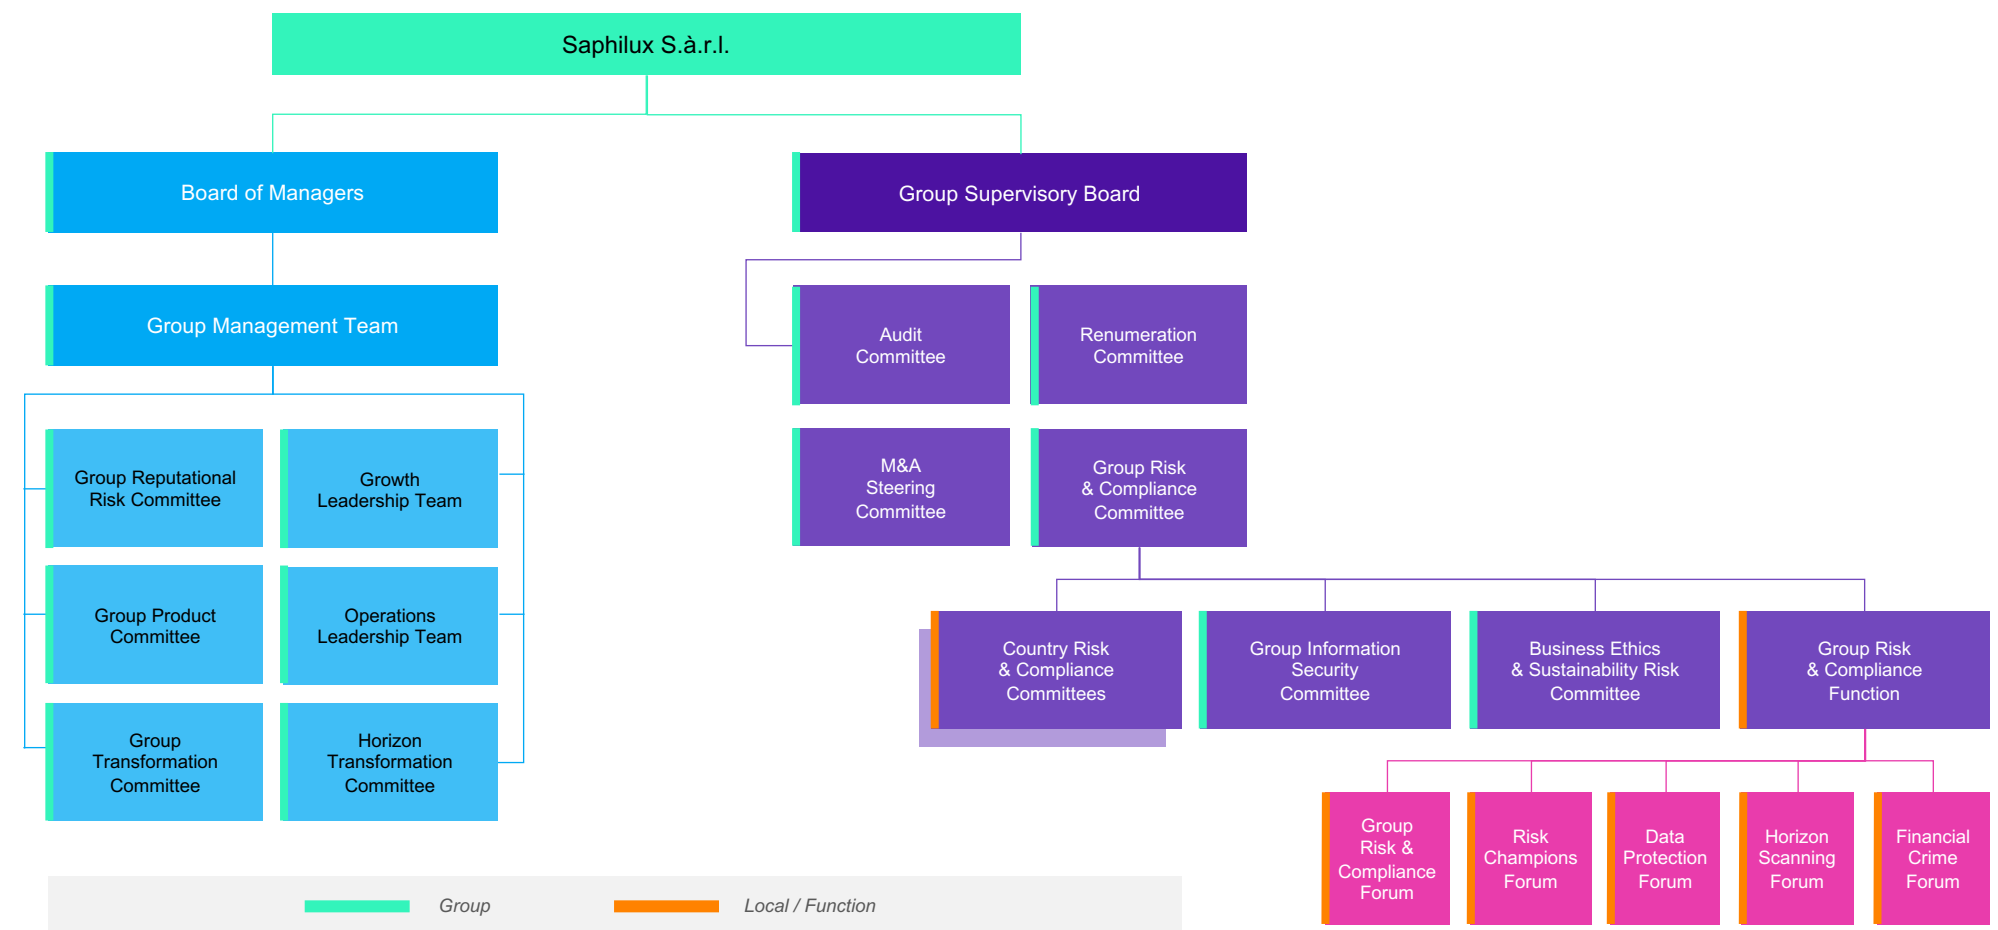 Saphilux S.à.r.l.
Board of Managers
Group Supervisory Board
Group Management Team
Audit
Committee
Renumeration
Committee
Group Reputational
Risk Committee
Growth
Leadership Team
M&A
Steering
Committee
Group Risk
& Compliance
Committee
Group Product
Committee
Operations
Leadership Team
Country Risk
& Compliance
Committees
Group Information
Security
Committee
Business Ethics
& Sustainability Risk
Committee
Group Risk
& Compliance
Function
Group
Transformation
Committee
Horizon
Transformation
Committee
Group
Risk &
Compliance
Forum
Risk
Champions
Forum
Data
Protection
Forum
Horizon
Scanning
Forum
Financial
Crime
Forum
Group
Local / Function